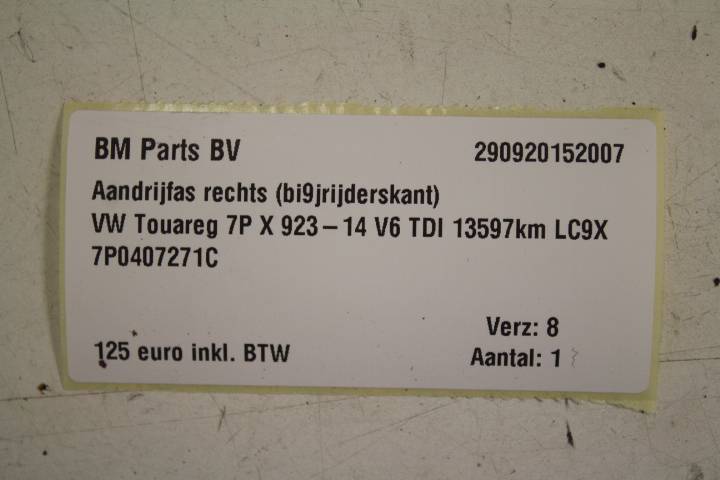 BM Parts BV 290920152007
Aandrijfas rechts (bi9jrijderskant)
VW Touareg 7P X 923-14 V6 TDI 13597km LC9X
7P0407271C
Verz: 8
125 euro inkl. BTW Aantal: 1